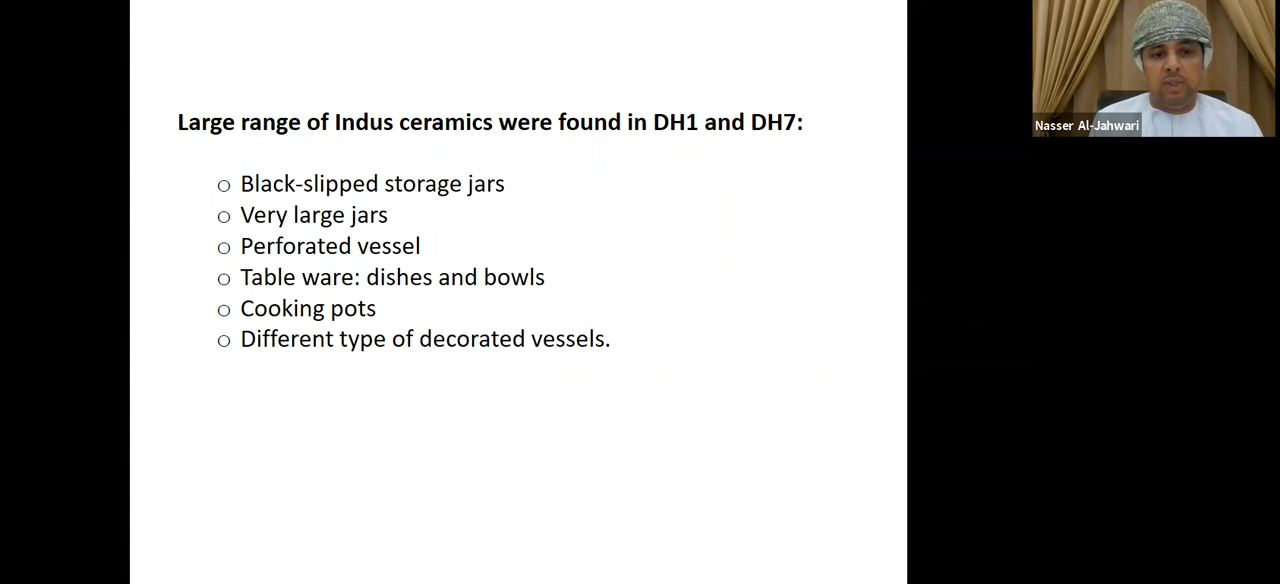 Large range of Indus ceramics were found in DH1 and DH7:
○ Black-slipped storage jars
○ Very large jars
○ Perforated vessel
○ Table ware: dishes and bowls
○ Cooking pots
○ Different type of decorated vessels.
Nasser Al-Jahwari